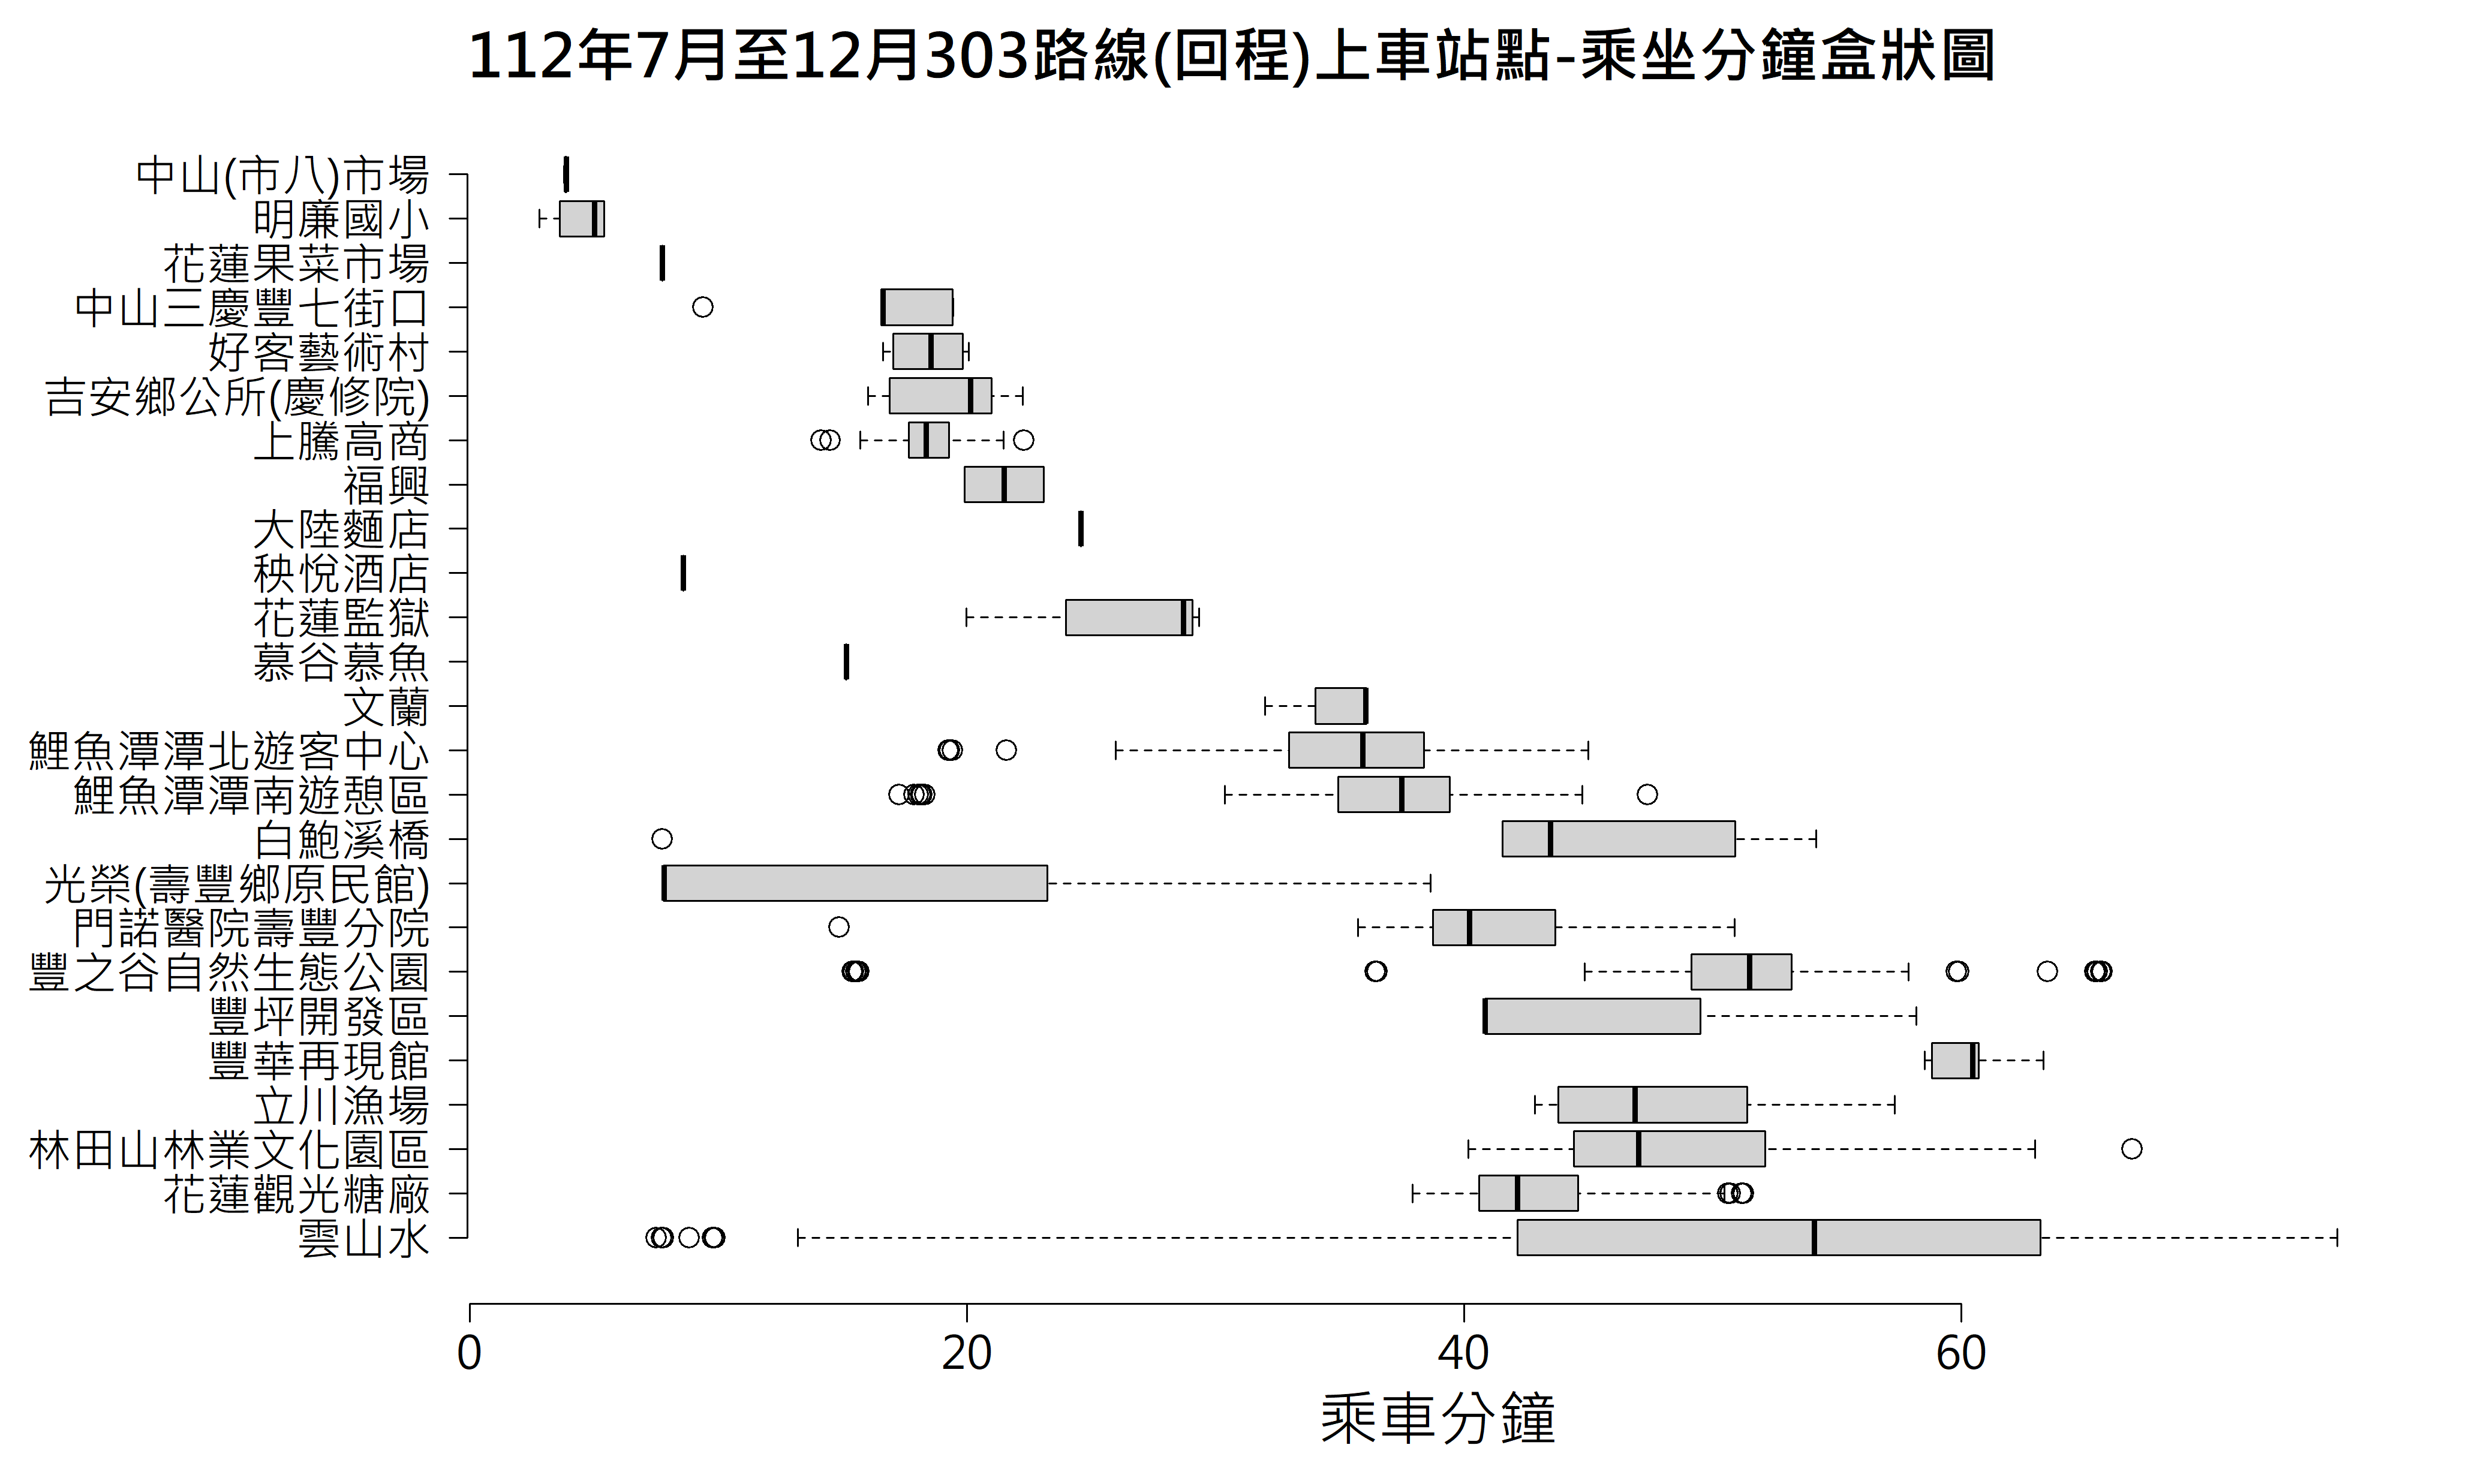 112年7月至12月303路線(回程)上車站點-乘坐分鐘盒狀圖
中山(市八)市場
明廉國小
花蓮果菜市場
中山三慶豐七街口
好客藝術村
吉安鄉公所(慶修院)
上騰高商
福興
大陸麵店
秧悅酒店
花蓮監獄
慕谷慕魚
文蘭
鯉魚潭潭北遊客中心
鯉魚潭潭南遊憩區
白鮑溪橋
光榮(壽豐鄉原民館)
門諾醫院壽豐分院
豐之谷自然生態公園
豐坪開發區
豐華再現館
立川漁場
林田山林業文化園區
花蓮觀光糖廠
雲山水
0 20 40 60
乘車分鐘